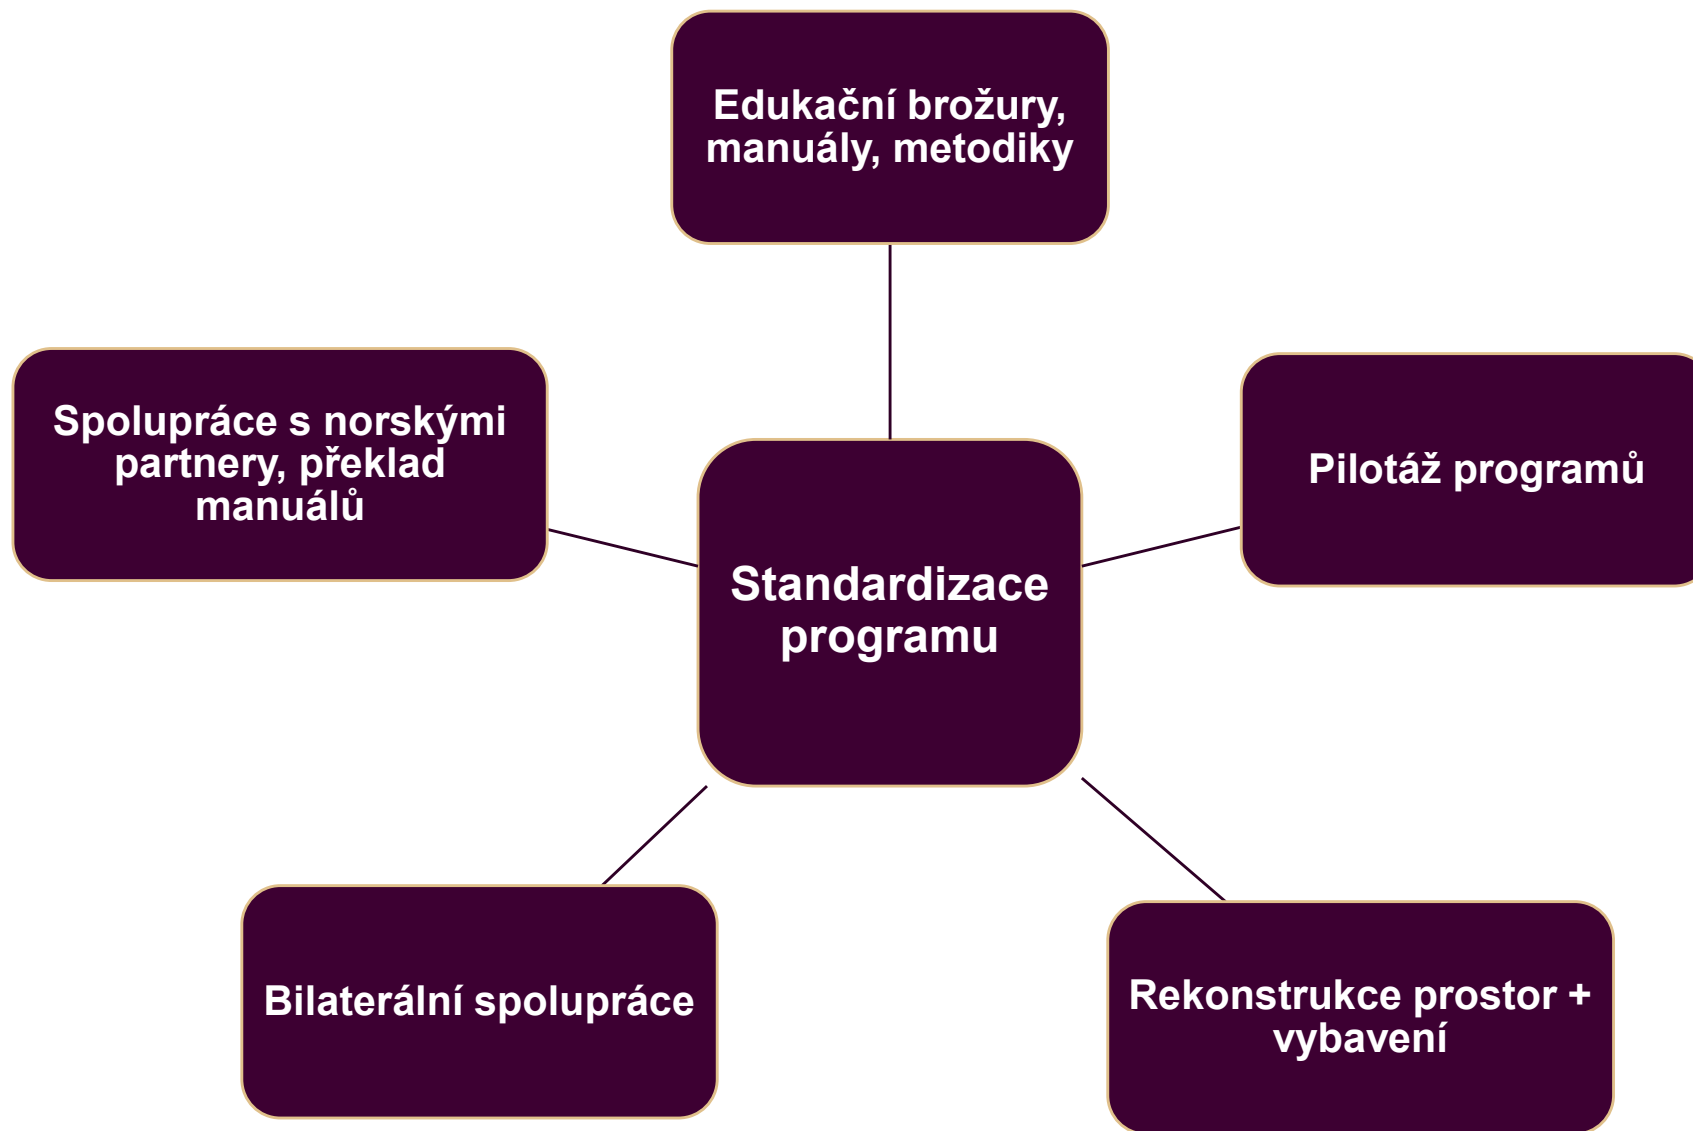 Edukační brožury,
manuály, metodiky
Spolupráce s norskými
partnery, překlad
manuálů
Pilotáž programů
Standardizace
programu
Bilaterální spolupráce
Rekonstrukce prostor +
vybavení